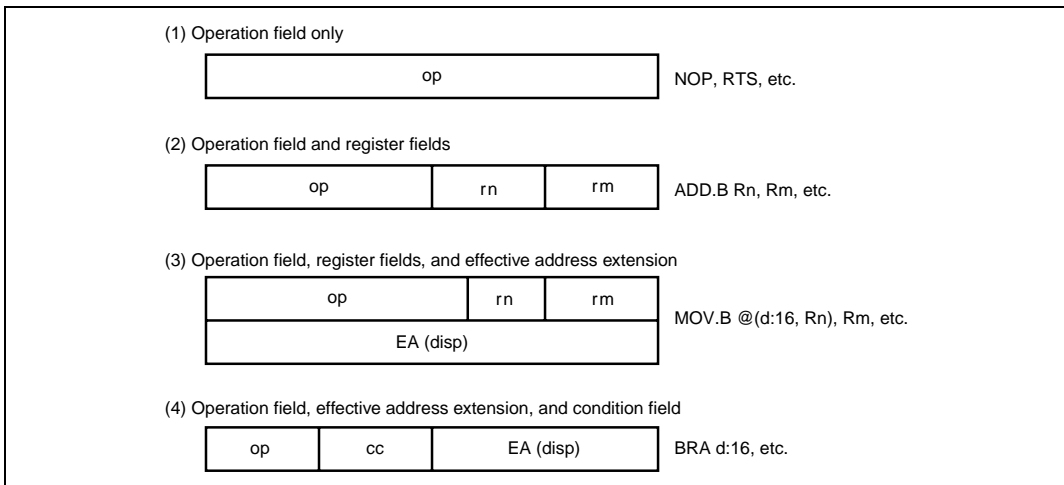 (1) Operation field only
op
NOP, RTS, etc.
(2) Operation field and register fields
op rn rm
ADD.B Rn, Rm, etc.
(3) Operation field, register fields, and effective address extension
op rn rm
EA (disp)
MOV.B @(d:16, Rn), Rm, etc.
(4) Operation field, effective address extension, and condition field
op cc EA (disp)
BRA d:16, etc.